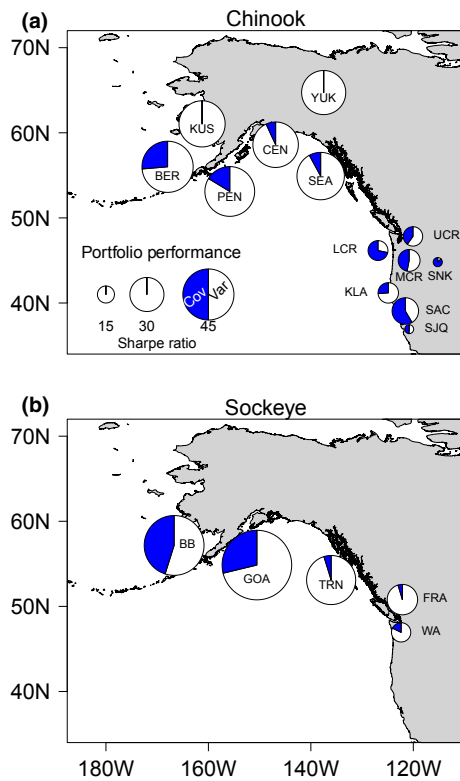 (a)
Chinook
70N
60N
50N
40N
YUK
KUS
CEN
BER
SEA
PEN
UCR
LCR
MCR
SNK
KLA
SAC
SJQ
Portfolio performance
Cov
Var
15
30
45
Sharpe ratio
(b)
Sockeye
70N
60N
50N
40N
BB
GOA
TRN
FRA
WA
180W
160W
140W
120W